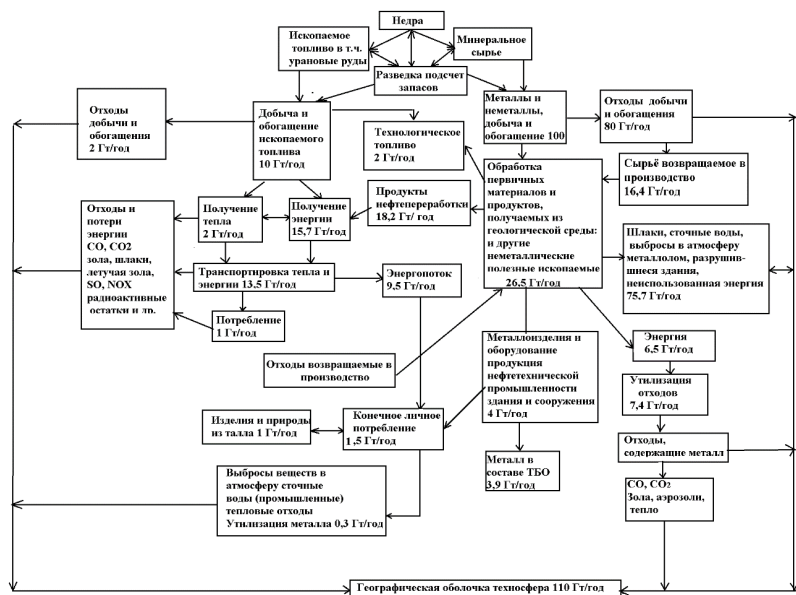 Недра
Ископаемое
топливо в т.ч.
урановые руды
Минеральное
сырье
Разведка подсчет
запасов
Отходы
добычи и
обогащения
2 Гт/год
Добыча и
обогащение
ископаемого
топлива
10 Гт/год
Технологическое
топливо
2 Гт/год
Металлы и
неметаллы,
добыча и
обогащение 100
Отходы добычи
и обогащения
80 Гт/год
Сырьё возвращаемое в
производство
16,4 Гт/год
Обработка
первичных
материалов и
продуктов,
получаемых из
геологической среды:
и другие
неметаллические
полезные ископаемые
26,5 Гт/год
Продукты
нефтепереработки
18,2 Гт/ год
Получение
тепла
2 Гт/год
Получение
энергии
15,7 Гт/год
Отходы и
потери
энергии
CO, CO2
зола, шлаки,
летучая зола,
SO, NOX
радиоактивные
остатки и др.
Шлаки, сточные воды,
выбросы в атмосферу
металлолом, разрушив-
шиеся здания,
неиспользованная энергия
75,7 Гт/год
Транспортировка тепла и
энергии 13,5 Гт/год
Энергопоток
9,5 Гт/год
Потребление
1 Гт/год
Отходы возвращаемые в
производство
Металлоизделия и
оборудование
продукция
нефтетехнической
промышленности
здания и сооружения
4 Гт/год
Энергия
6,5 Гт/год
Утилизация
отходов
7,4 Гт/год
Изделия и природы
из талла 1 Гт/год
Конечное личное
потребление
1,5 Гт/год
Отходы,
содержащие металл
Металл в
составе ТБО
3,9 Гт/год
CO, CO2
Зола, аэрозоли,
тепло
Выбросы веществ в
атмосферу сточные
воды (промышленные)
тепловые отходы
Утилизация металла 0,3 Гт/год
Географическая оболочка техносфера 110 Гт/год